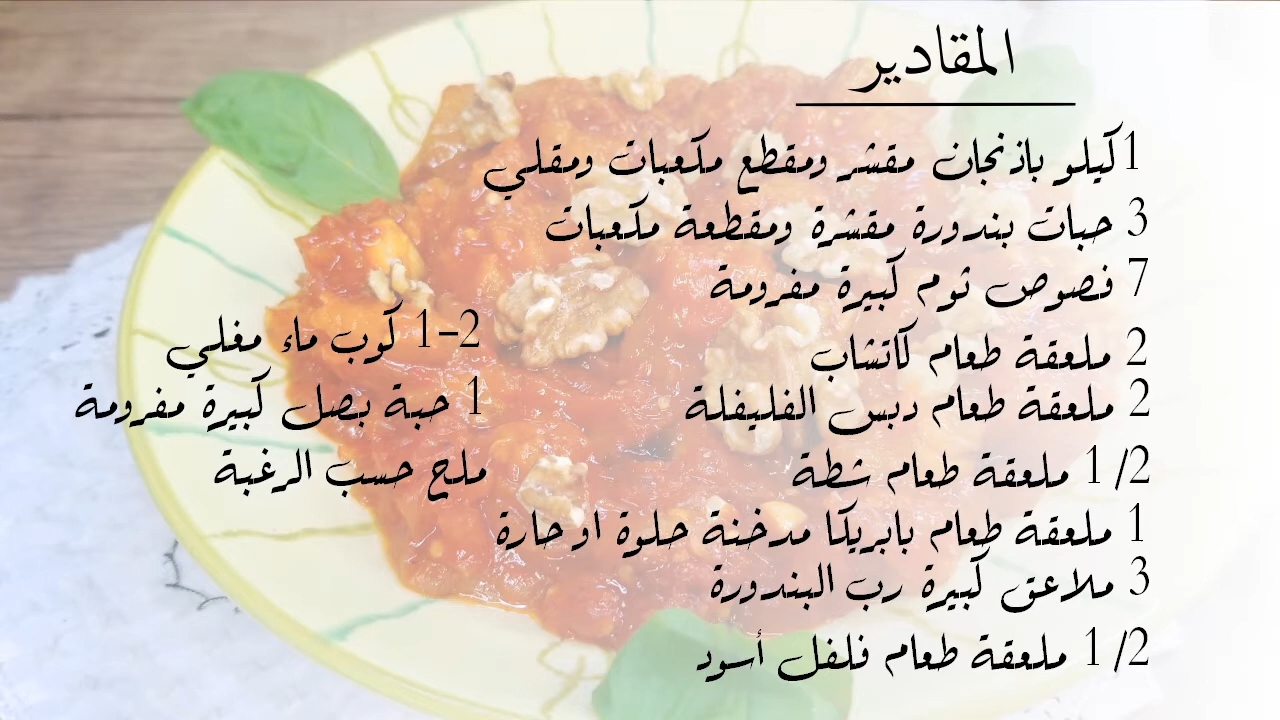 المقادير
1 كيلو باذنجان مقشر ومقطع مكعبات ومقلي
3 حبات بندورة مقشرة ومقطعة مكعبات
7 فصوص ثوم كبيرة مفرومة
2 ملعقة طعام كاتشاب
2 ملعقة طعام دبس الفليفلة
1/2 ملعقة طعام شطة
1 ملعقة طعام بابريكا مدخنة حلوة او حارة
3 ملاعق كبيرة رب البندورة
1/2 ملعقة طعام فلفل أسود
1-2 كوب ماء مغلي
1 حبة بصل كبيرة مفرومة
ملح حسب الرغبة